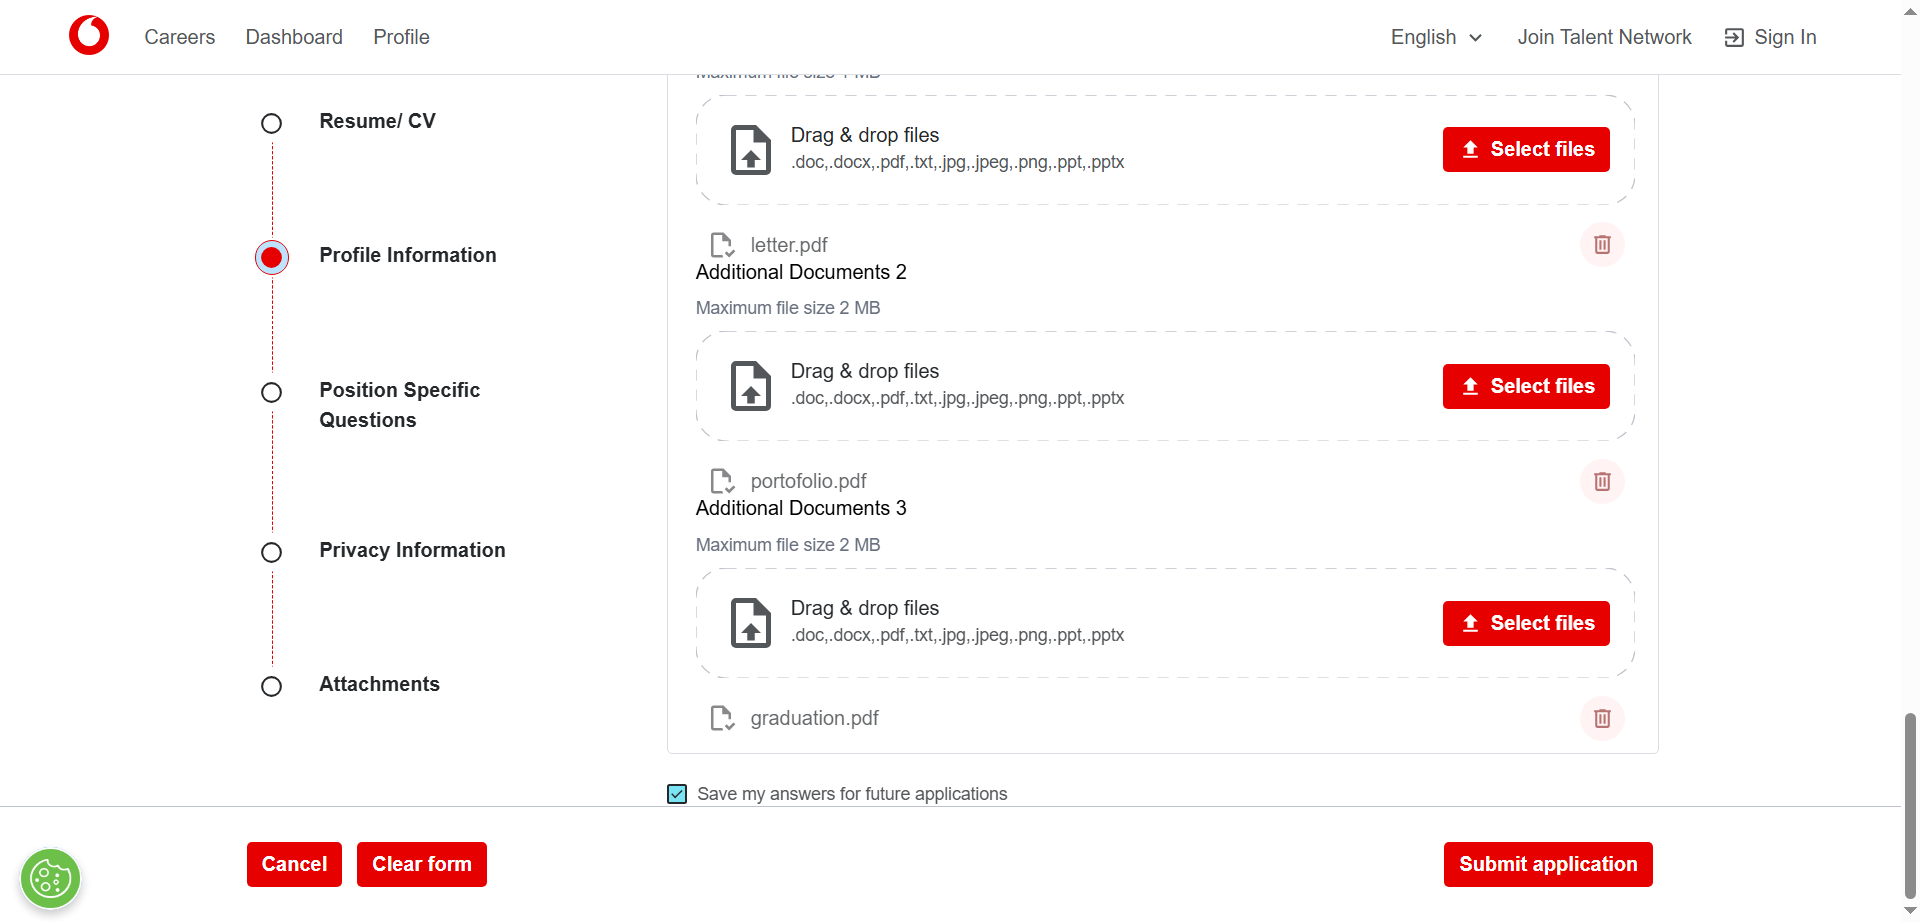 Careers
Dashboard
Profile
English
Join Talent Network
Sign In
Resume/ CV
Profile Information
Position Specific
Questions
Privacy Information
Attachments
Drag & drop files
.doc,.docx,.pdf,.txt,.jpg,.jpeg,.png,.ppt,.pptx
Select files
letter.pdf
Additional Documents 2
Maximum file size 2 MB
Drag & drop files
.doc,.docx,.pdf,.txt,.jpg,.jpeg,.png,.ppt,.pptx
Select files
portofolio.pdf
Additional Documents 3
Maximum file size 2 MB
Drag & drop files
.doc,.docx,.pdf,.txt,.jpg,.jpeg,.png,.ppt,.pptx
Select files
graduation.pdf
Save my answers for future applications
Cancel
Clear form
Submit application